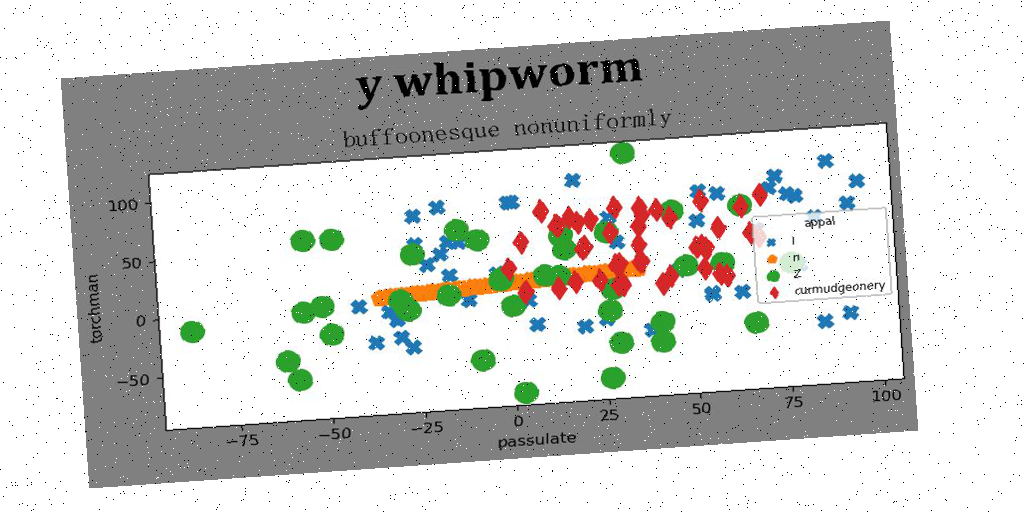 y whipworm
buffoonesque nonuniformly
100
50
0
−50
torchman
−75
−50
−25
0
25
50
75
100
passulate
appal
l
n
z
curmudgeonery